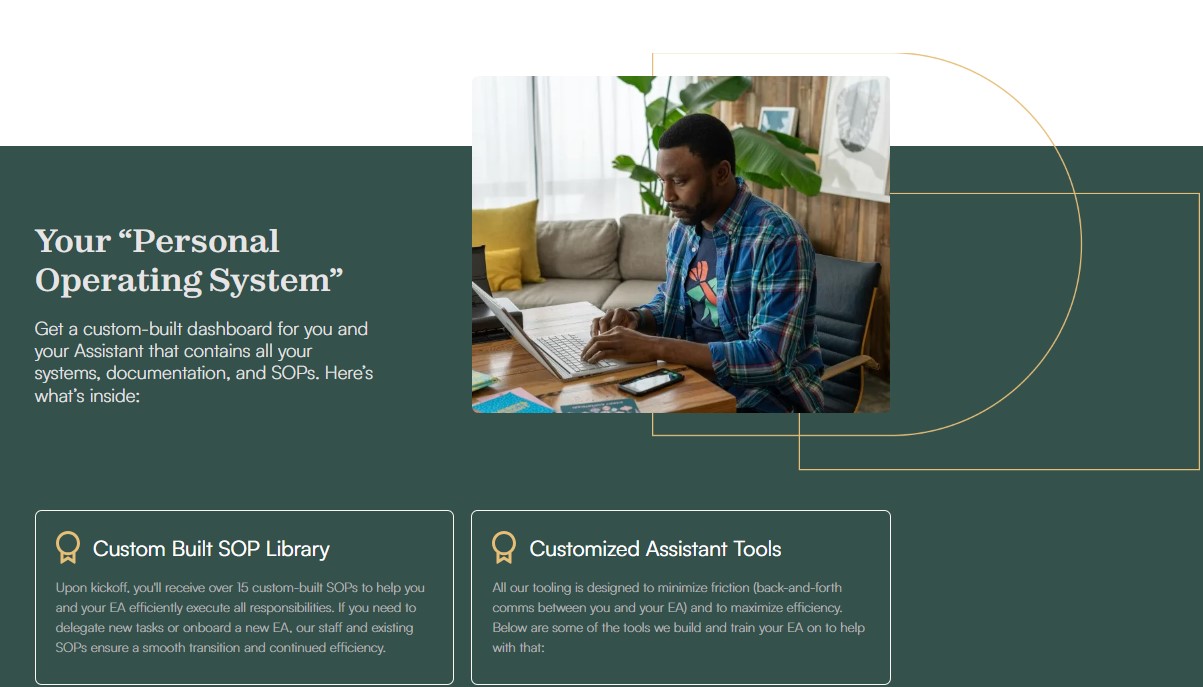 Your “Personal
Operating System”
Get a custom-built dashboard for you and
your Assistant that contains all your
systems, documentation, and SOPs. Here’s
what’s inside:
Custom Built SOP Library
Upon kickoff, you'll receive over 15 custom-built SOPs to help you
and your EA efficiently execute all responsibilities. If you need to
delegate new tasks or onboard a new EA, our staff and existing
SOPs ensure a smooth transition and continued efficiency.
Customized Assistant Tools
All our tooling is designed to minimize friction (back-and-forth
comms between you and your EA) and to maximize efficiency.
Below are some of the tools we build and train your EA on to help
with that: